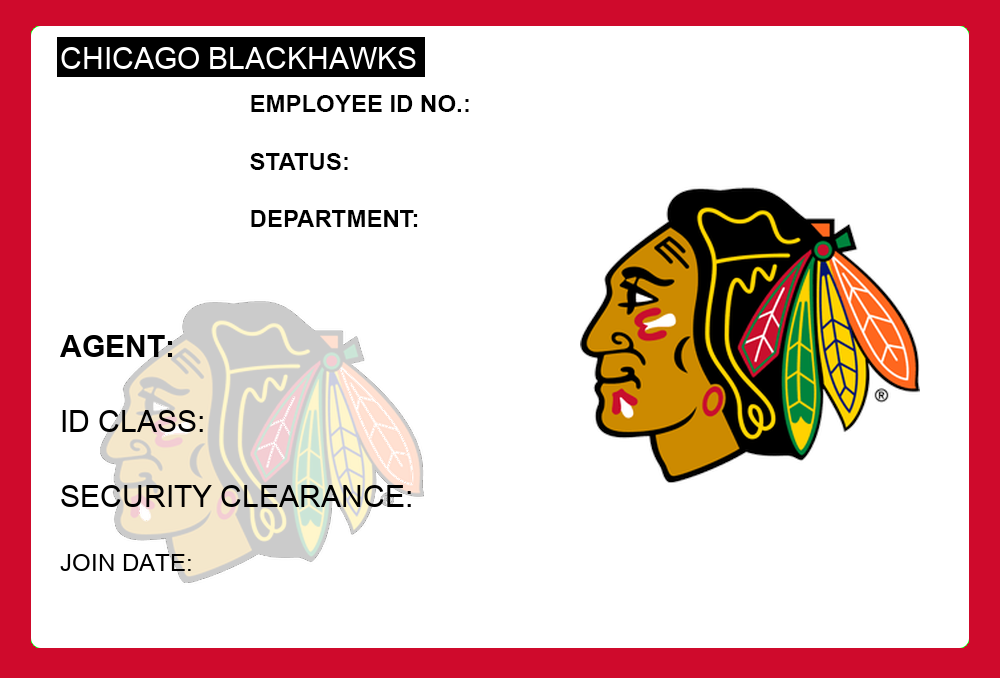 CHICAGO BLACKHAWKS
EMPLOYEE ID NO.:
STATUS:
DEPARTMENT:
AGENT:
ID CLASS:
SECURITY CLEARANCE:
JOIN DATE:
®